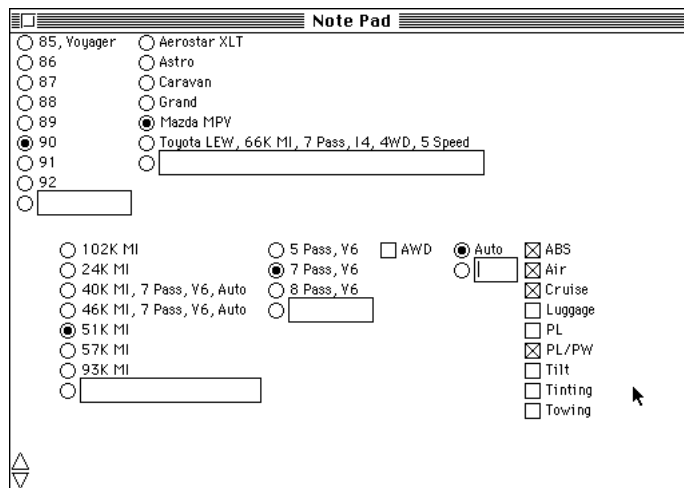 Note Pad
85, Voyager
86
87
88
89
90
91
92
Aerostar XLT
Astro
Caravan
Grand
Mazda MPV
Toyota LEW, 66K MI, 7 Pass, I4, 4WD, 5 Speed
102K MI
24K MI
40K MI, 7 Pass, V6, Auto
46K MI, 7 Pass, V6, Auto
51K MI
57K MI
93K MI
5 Pass, V6
7 Pass, V6
8 Pass, V6
AWD
Auto
ABS
Air
Cruise
Luggage
PL
PL/PW
Tilt
Tinting
Towing